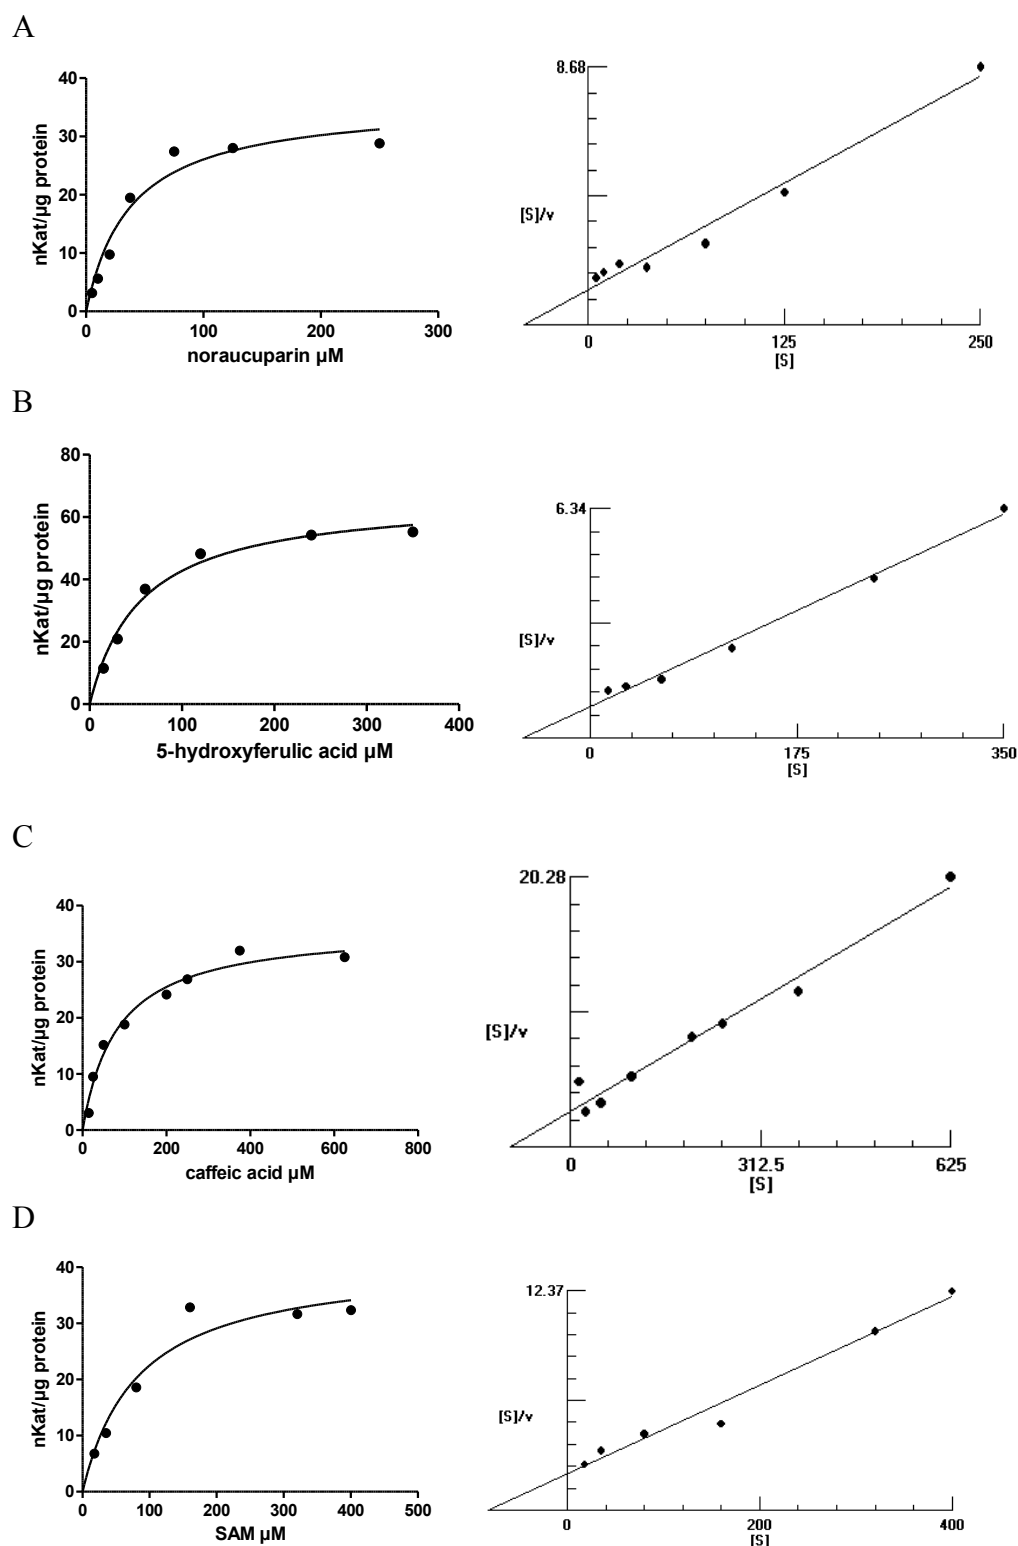 A
nKat/µg protein
40
30
20
10
0
0 100 200 300
noraucuparin µM
8.68
[S]/v
0 125 250
[S]
B
nKat/µg protein
80
60
40
20
0
0 100 200 300 400
5-hydroxyferulic acid µM
6.34
[S]/v
0 175 350
[S]
C
nKat/µg protein
40
30
20
10
0
0 200 400 600 800
caffeic acid µM
20.28
[S]/v
0 312.5 625
[S]
D
nKat/µg protein
40
30
20
10
0
0 100 200 300 400 500
SAM µM
12.37
[S]/v
0 200 400
[S]